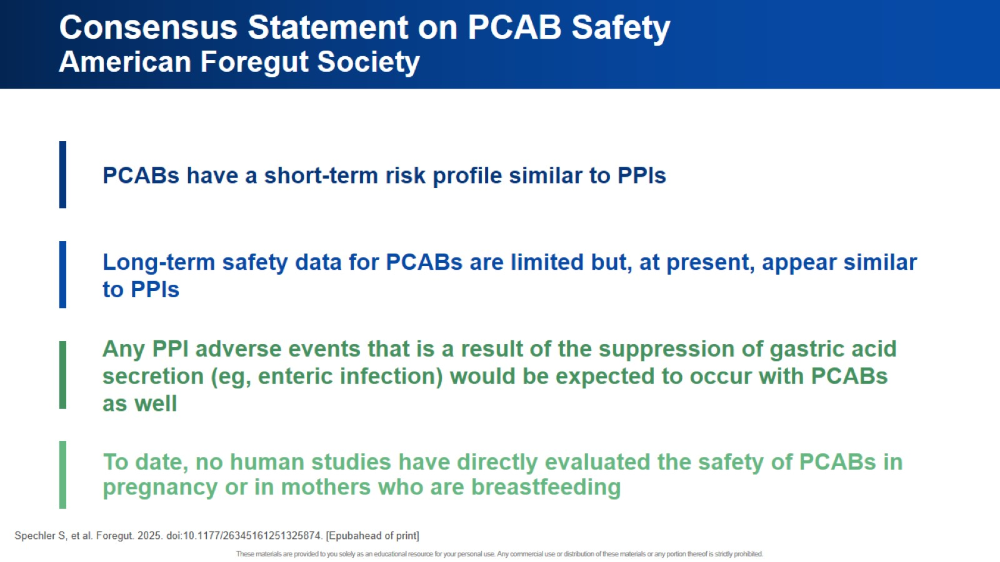 Consensus Statement on PCAB Safety
American Foregut Society
PCABs have a short-term risk profile similar to PPIs
Long-term safety data for PCABs are limited but, at present, appear similar
to PPIs
Any PPI adverse events that is a result of the suppression of gastric acid
secretion (eg, enteric infection) would be expected to occur with PCABs
as well
To date, no human studies have directly evaluated the safety of PCABs in
pregnancy or in mothers who are breastfeeding
Spechler S, et al. Foregut. 2025. doi:10.1177/26345161251325874. [Epubahead of print]
These materials are provided to you solely as an educational resource for your personal use. Any commercial use or distribution of these materials or any portion thereof is strictly prohibited.